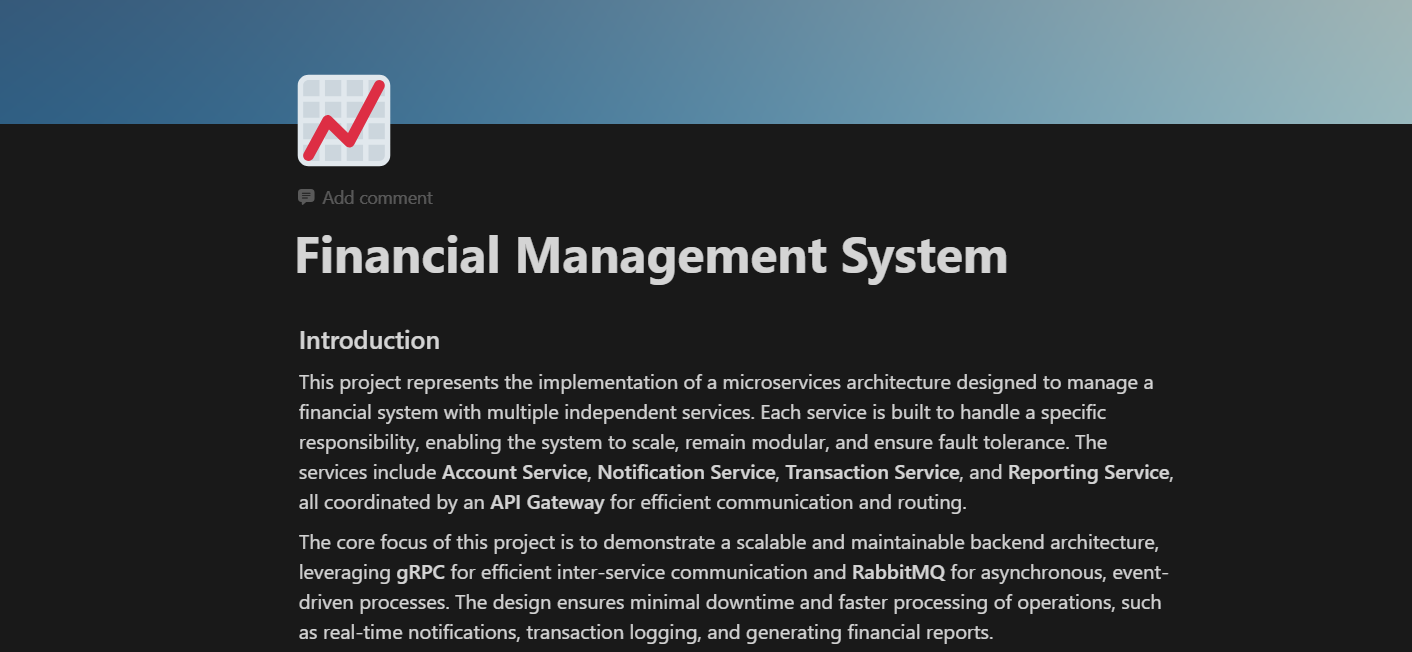 Add comment
Financial Management System
Introduction
This project represents the implementation of a microservices architecture designed to manage a
financial system with multiple independent services. Each service is built to handle a specific
responsibility, enabling the system to scale, remain modular, and ensure fault tolerance. The
services include Account Service, Notification Service, Transaction Service, and Reporting Service,
all coordinated by an API Gateway for efficient communication and routing.
The core focus of this project is to demonstrate a scalable and maintainable backend architecture,
leveraging gRPC for efficient inter-service communication and RabbitMQ for asynchronous, event-
driven processes. The design ensures minimal downtime and faster processing of operations, such
as real-time notifications, transaction logging, and generating financial reports.